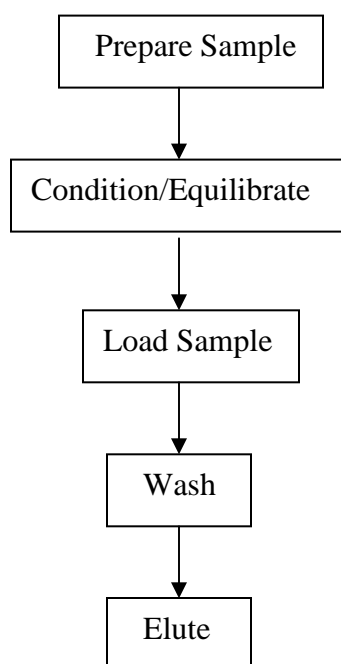 Prepare Sample
Condition/Equilibrate
Load Sample
Wash
Elute